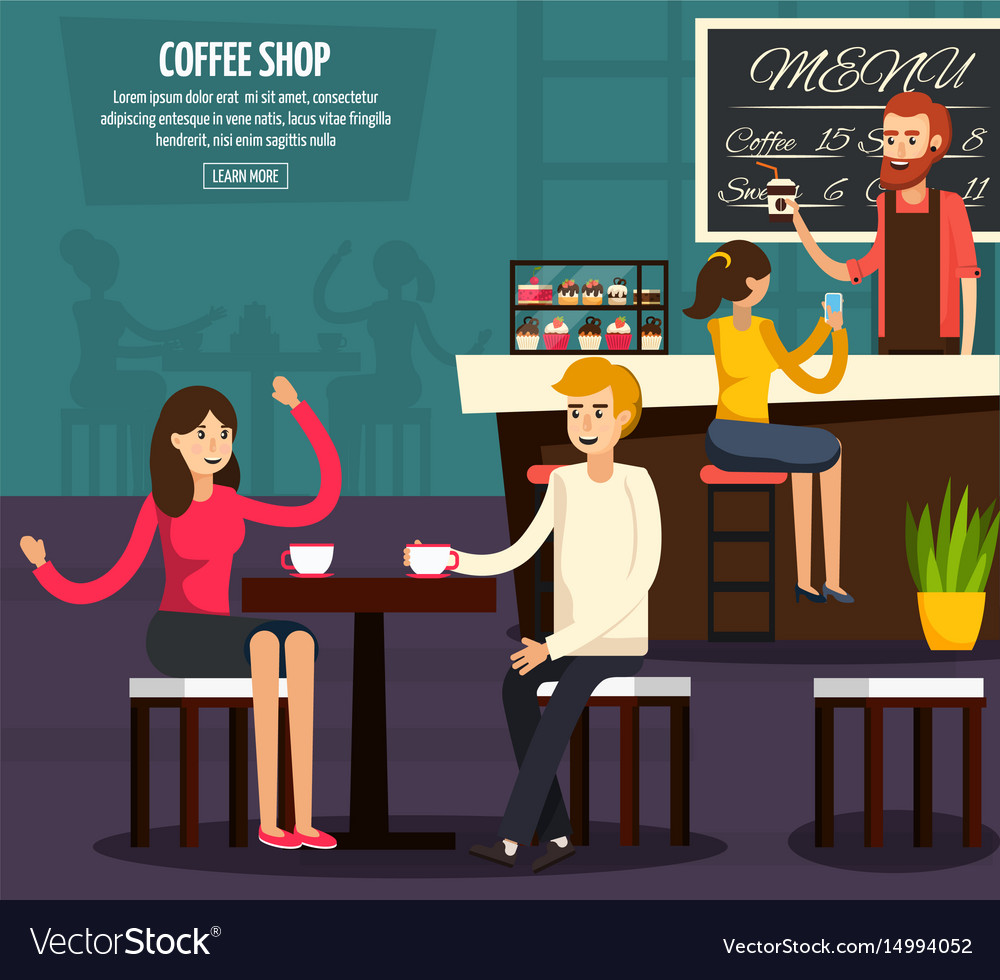 COFFEE SHOP
Lorem ipsum dolor erat mi sit amet, consectetur
adipiscing entesque in vene natis, lacus vitae fringilla
hendrerit, nisi enim sagittis nulla
LEARN MORE
MENU
Coffee 15 S 8
Swe 6 11
VectorStock®
VectorStock.com/14994052